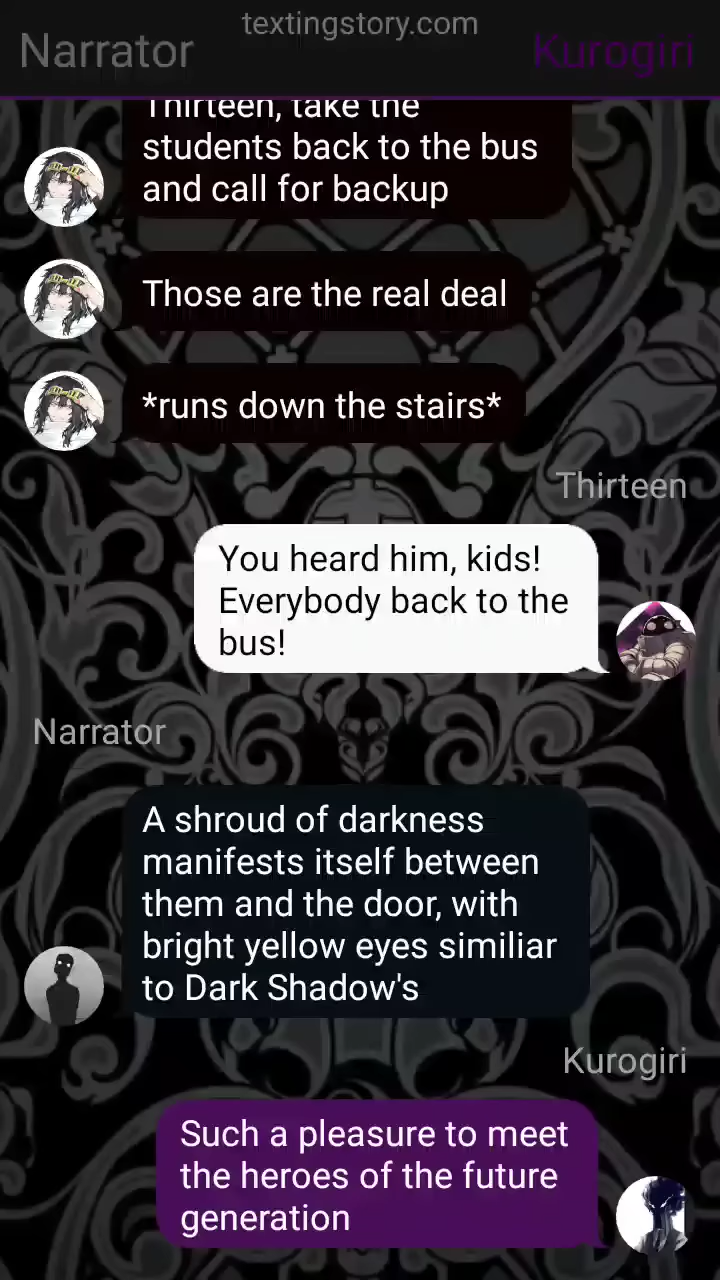 textingstory.com
Narrator
Kurogiri
Thirteen, take the
students back to the bus
and call for backup
Those are the real deal
*runs down the stairs*
Thirteen
You heard him, kids!
Everybody back to the
bus!
Narrator
A shroud of darkness
manifests itself between
them and the door, with
bright yellow eyes similiar
to Dark Shadow's
Kurogiri
Such a pleasure to meet
the heroes of the future
generation